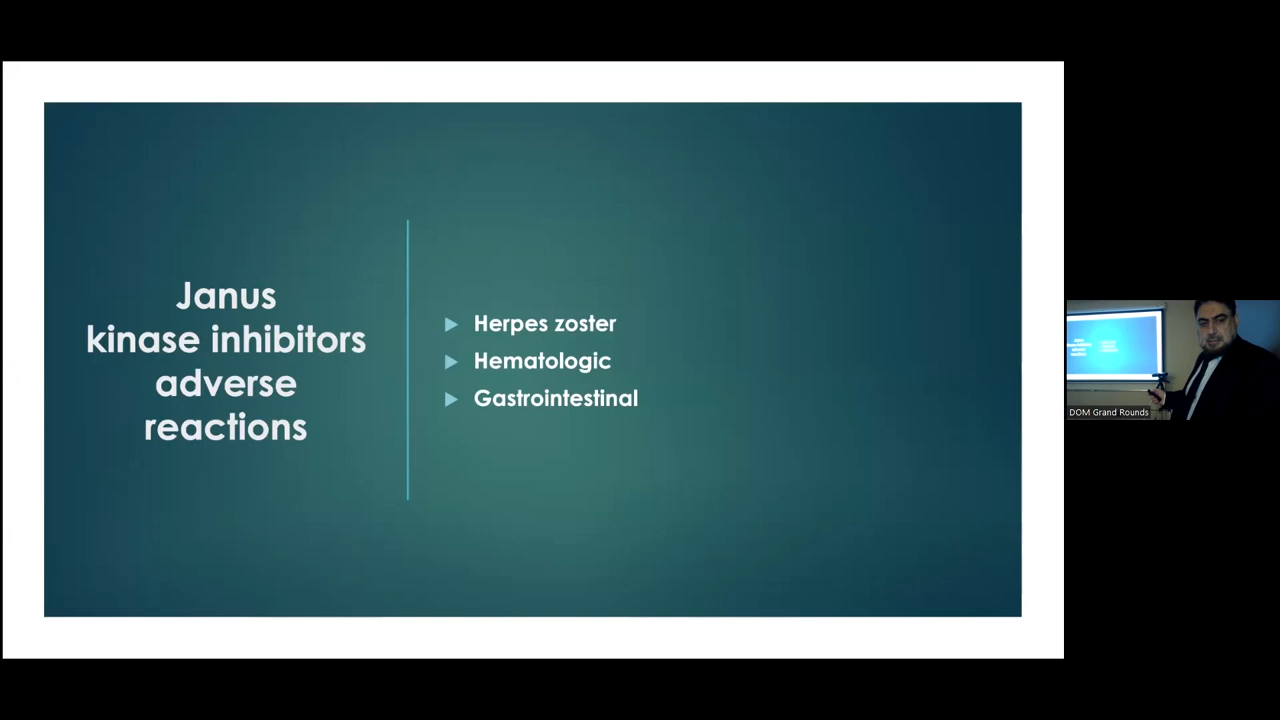 Janus
kinase inhibitors
adverse
reactions
Herpes zoster
Hematologic
Gastrointestinal
DOM Grand Rounds